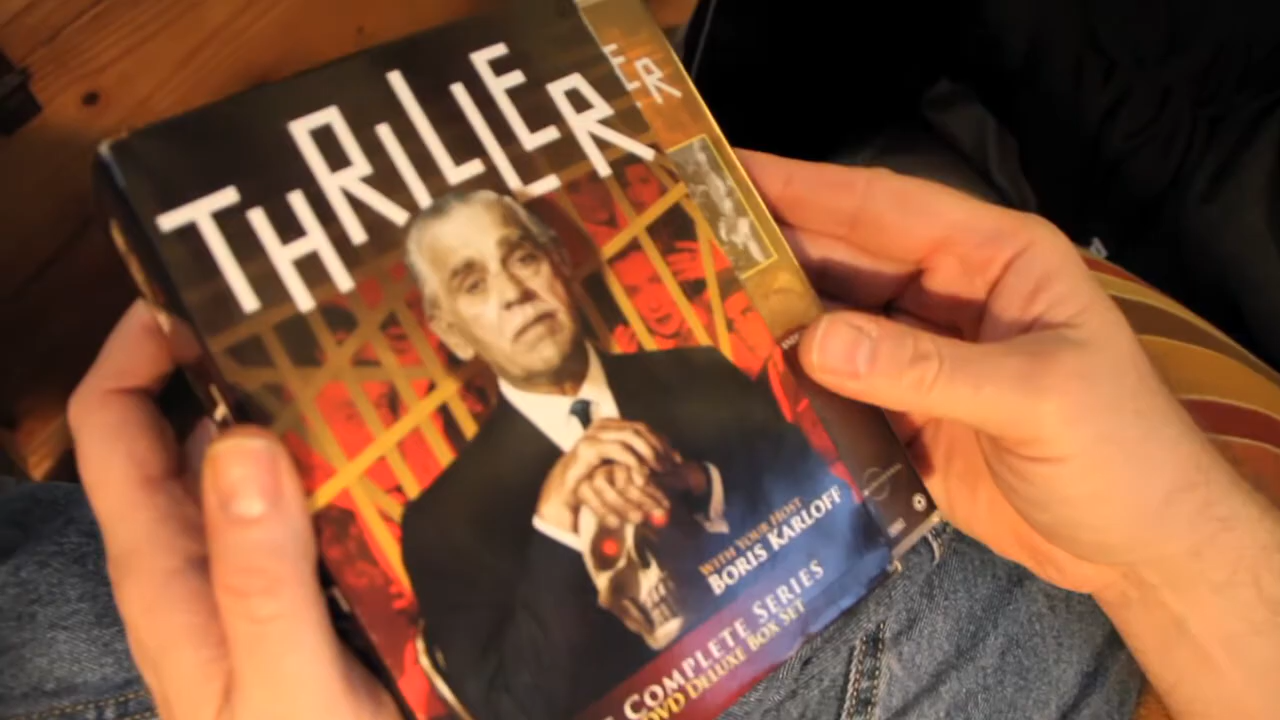 THRILLER
ER
WITH YOUR HOST
BORIS KARLOFF
COMPLETE SERIES
DVD DELUXE BOX SET